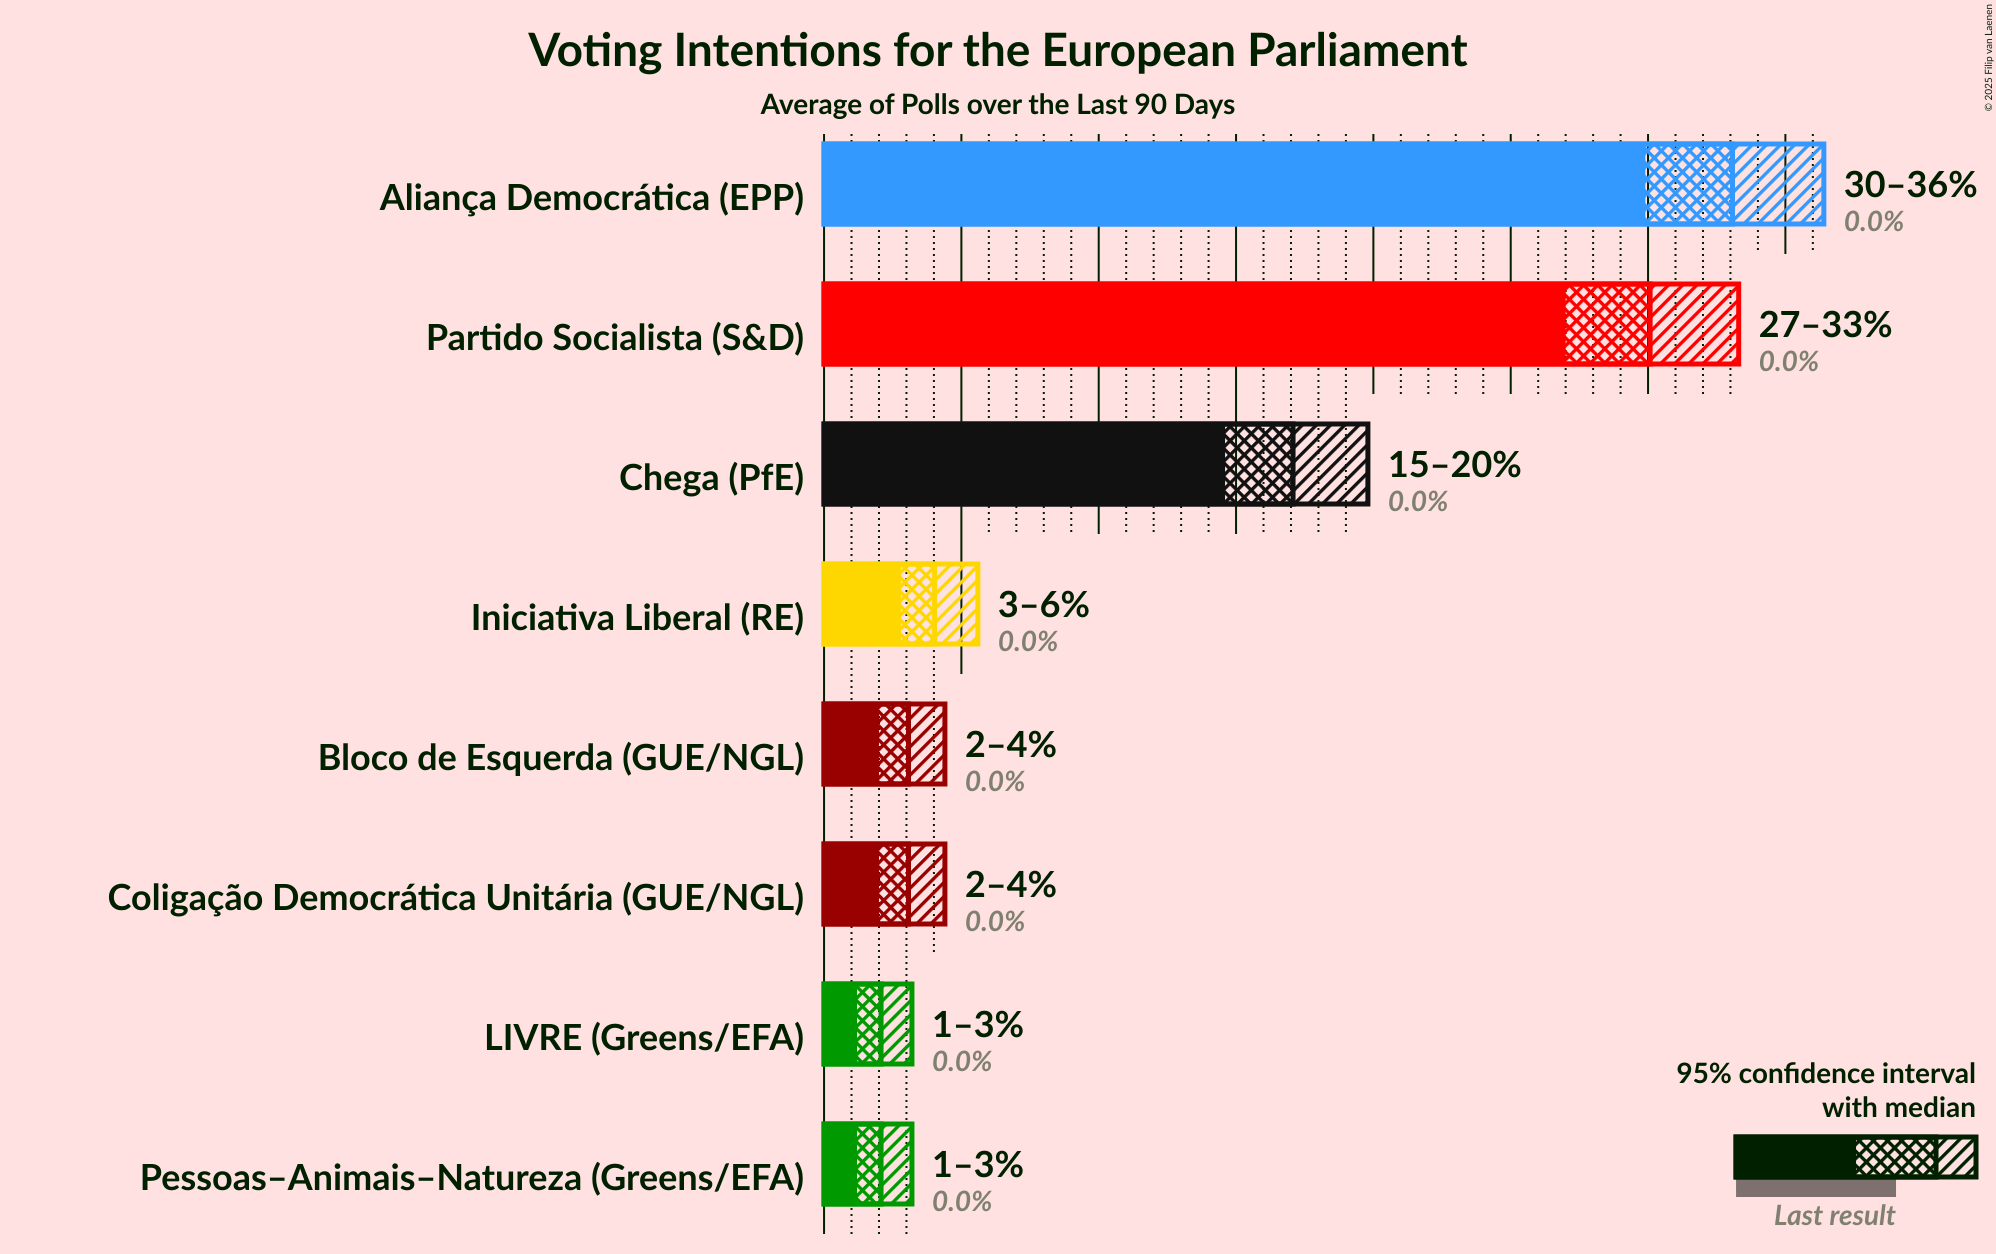 Voting Intentions for the European Parliament
Average of Polls over the Last 90 Days
© 2025 Filip van Laenen
Aliança Democrática (EPP)
30–36%
0.0%
Partido Socialista (S&D)
27–33%
0.0%
Chega (PfE)
15–20%
0.0%
Iniciativa Liberal (RE)
3–6%
0.0%
Bloco de Esquerda (GUE/NGL)
2–4%
0.0%
Coligação Democrática Unitária (GUE/NGL)
2–4%
0.0%
LIVRE (Greens/EFA)
1–3%
0.0%
Pessoas–Animais–Natureza (Greens/EFA)
1–3%
0.0%
95% confidence interval
with median
Last result